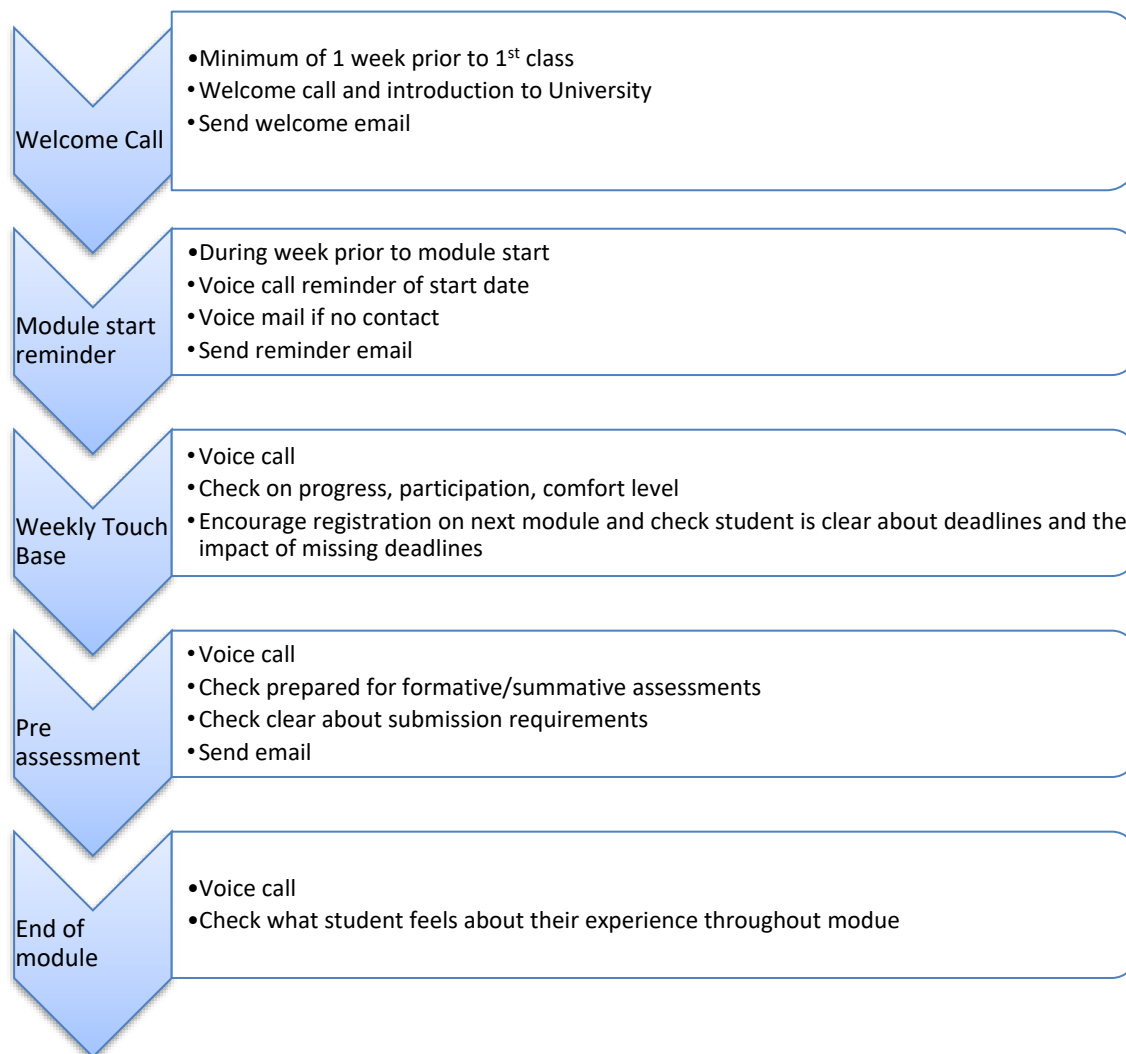 Welcome Call
•Minimum of 1 week prior to 1st class
•Welcome call and introduction to University
•Send welcome email
Module start
reminder
•During week prior to module start
•Voice call reminder of start date
•Voice mail if no contact
•Send reminder email
Weekly Touch
Base
•Voice call
•Check on progress, participation, comfort level
•Encourage registration on next module and check student is clear about deadlines and the
impact of missing deadlines
Pre
assessment
•Voice call
•Check prepared for formative/summative assessments
•Check clear about submission requirements
•Send email
End of
module
•Voice call
•Check what student feels about their experience throughout modue